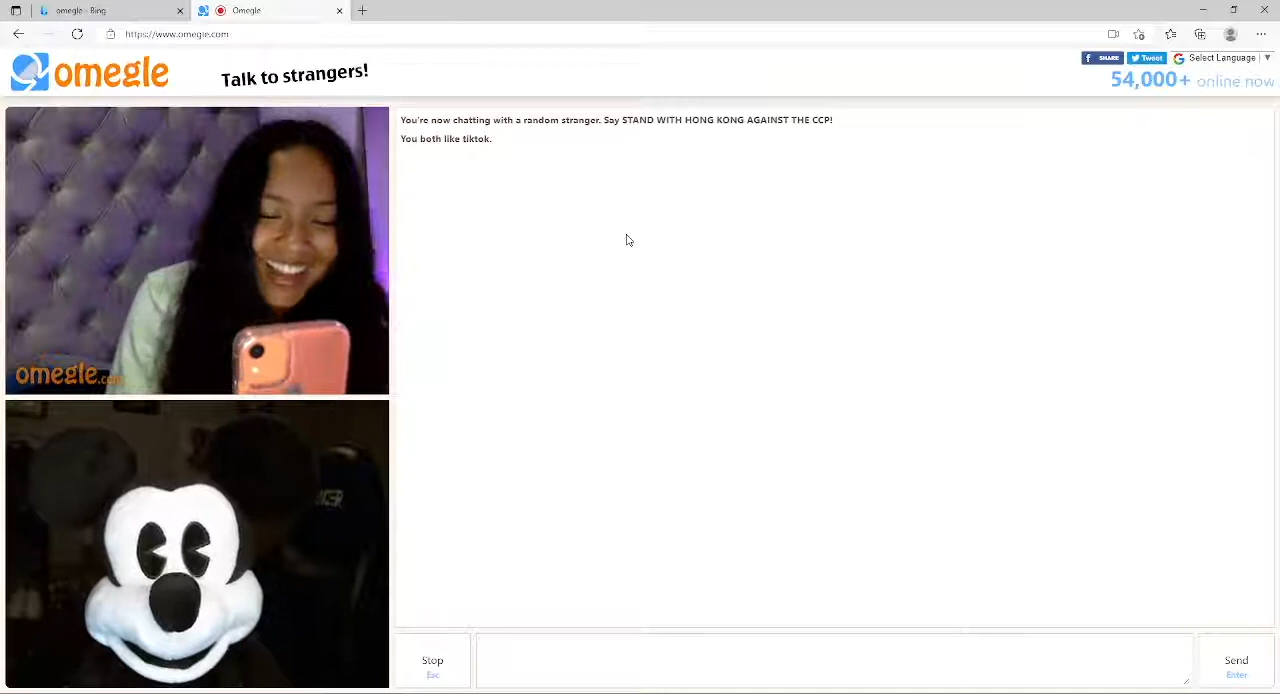 omegle - Bing
Omegle
https://www.omegle.com
omegle
Talk to strangers!
SHARE
Tweet
Select Language
54,000+ online now
You're now chatting with a random stranger. Say STAND WITH HONG KONG AGAINST THE CCP!
You both like tiktok.
omegle.com
Stop
Esc
Send
Enter